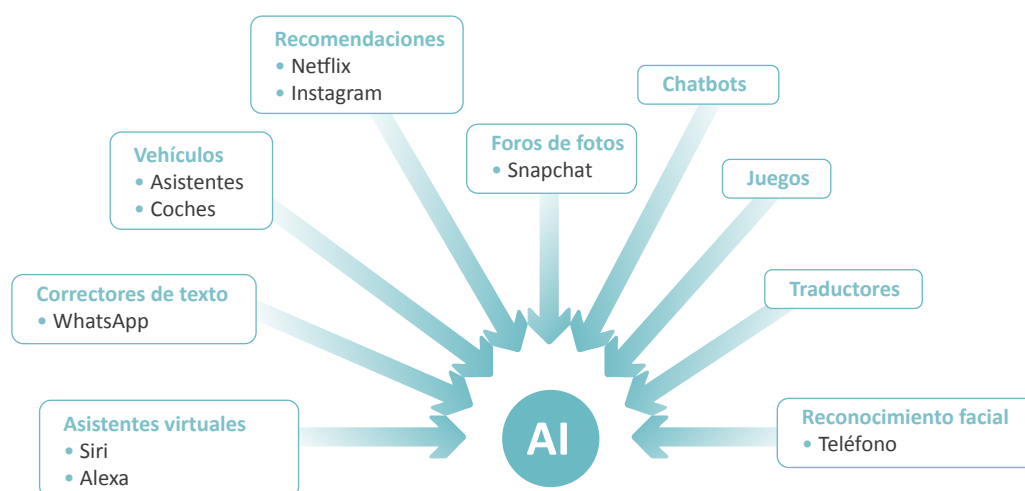 Recomendaciones
• Netflix
• Instagram
Chatbots
Foros de fotos
• Snapchat
Vehículos
• Asistentes
• Coches
Juegos
Correctores de texto
• WhatsApp
Traductores
Asistentes virtuales
• Siri
• Alexa
AI
Reconocimiento facial
• Teléfono